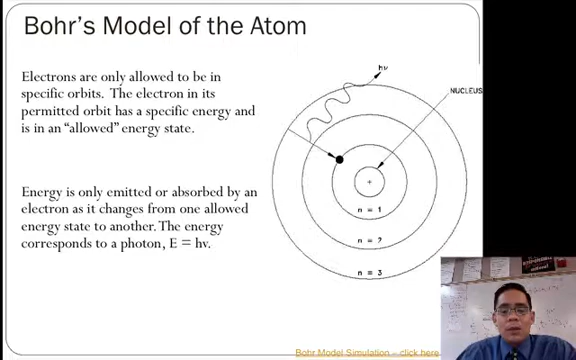 Bohr's Model of the Atom
Electrons are only allowed to be in
specific orbits. The electron in its
permitted orbit has a specific energy and
is in an "allowed" energy state.
Energy is only emitted or absorbed by an
electron as it changes from one allowed
energy state to another. The energy
corresponds to a photon, E = hν.
hν
NUCLEUS
+
n = 1
n = 2
n = 3
Bohr Model Simulation – click here